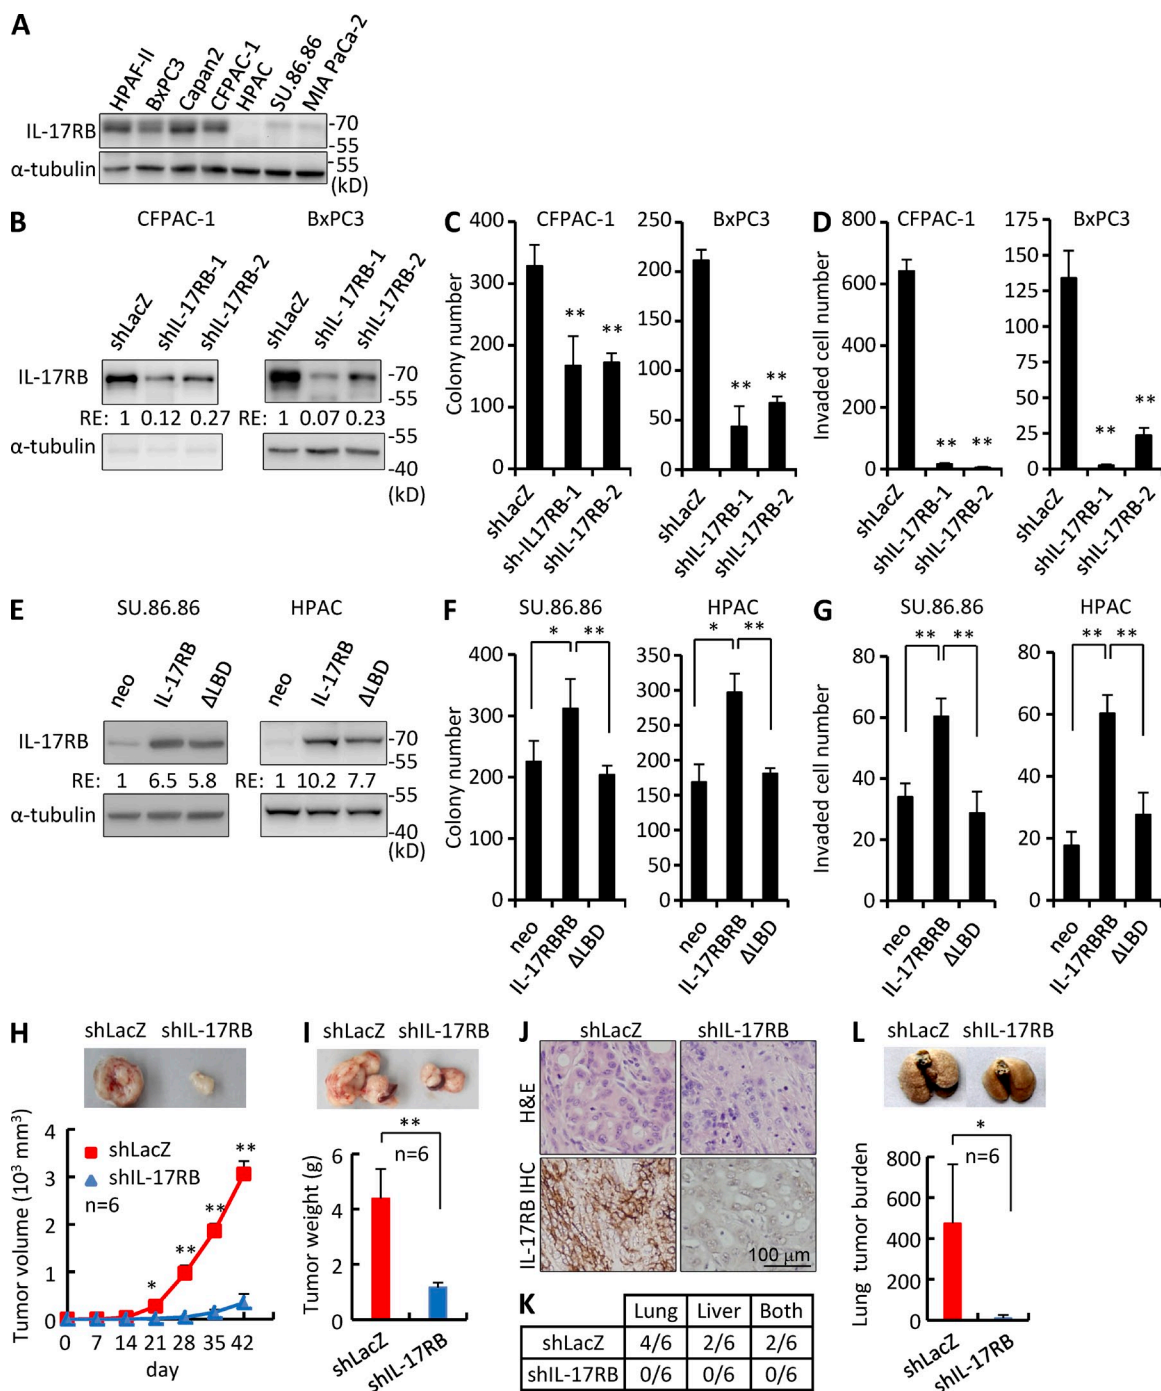 A
HPAF-II BxPC3 Capan2 CFPAC-1 HPAC SU.86.86 MIA PaCa-2
IL-17RB
-70
-55
α-tubulin
-55
(kD)
B
CFPAC-1 BxPC3
shLacZ shIL-17RB-1 shIL-17RB-2 shLacZ shIL-17RB-1 shIL-17RB-2
IL-17RB
-70
-55
RE: 1 0.12 0.27 RE: 1 0.07 0.23
α-tubulin
-55
-40
(kD)
C
CFPAC-1
Colony number
400
300
200
100
0
** **
shLacZ sh-IL17RB-1 shIL-17RB-2
BxPC3
250
200
150
100
50
0
** **
shLacZ shIL-17RB-1 shIL-17RB-2
D
CFPAC-1
Invaded cell number
800
600
400
200
0
** **
shLacZ shIL-17RB-1 shIL-17RB-2
BxPC3
175
150
125
100
75
50
25
0
** **
shLacZ shIL-17RB-1 shIL-17RB-2
E
SU.86.86 HPAC
neo IL-17RB ΔLBD neo IL-17RB ΔLBD
IL-17RB
-70
-55
RE: 1 6.5 5.8 RE: 1 10.2 7.7
α-tubulin
-55
-40
(kD)
F
SU.86.86
* **
Colony number
400
300
200
100
0
neo IL-17RBRB ΔLBD
HPAC
* **
350
300
250
200
150
100
50
0
neo IL-17RBRB ΔLBD
G
SU.86.86
** **
Invaded cell number
80
60
40
20
0
neo IL-17RBRB ΔLBD
HPAC
** **
80
60
40
20
0
neo IL-17RBRB ΔLBD
H
shLacZ shIL-17RB
Tumor volume (10³ mm³)
4
3
2
1
0
shLacZ
shIL-17RB
n=6
* ** ** **
0 7 14 21 28 35 42
day
I
shLacZ shIL-17RB
**
n=6
Tumor weight (g)
6
4
2
0
shLacZ shIL-17RB
J
shLacZ shIL-17RB
H&E
IL-17RB IHC
100 μm
K
Lung Liver Both
shLacZ 4/6 2/6 2/6
shIL-17RB 0/6 0/6 0/6
L
shLacZ shIL-17RB
*
n=6
Lung tumor burden
800
600
400
200
0
shLacZ shIL-17RB